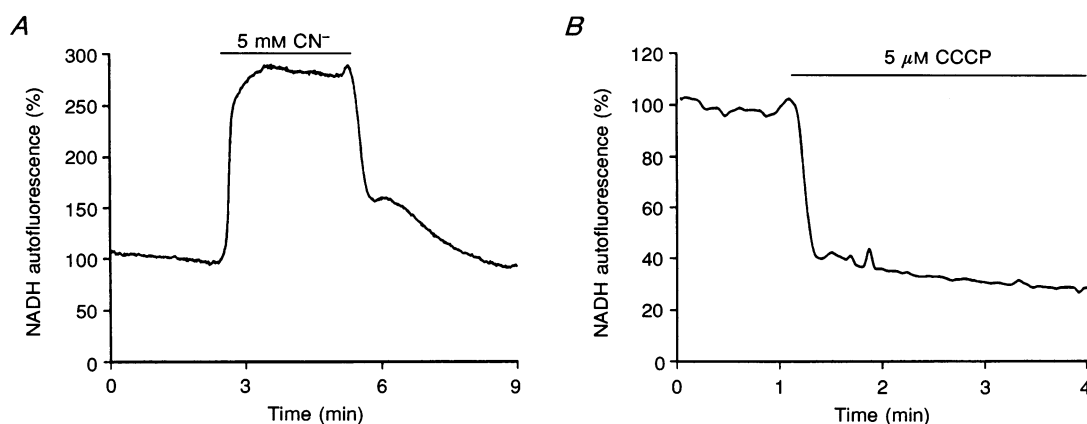 A
5 mM CN⁻
300
250
200
150
100
50
0
NADH autofluorescence (%)
0 3 6 9
Time (min)
B
5 μM CCCP
120
100
80
60
40
20
0
NADH autofluorescence (%)
0 1 2 3 4
Time (min)